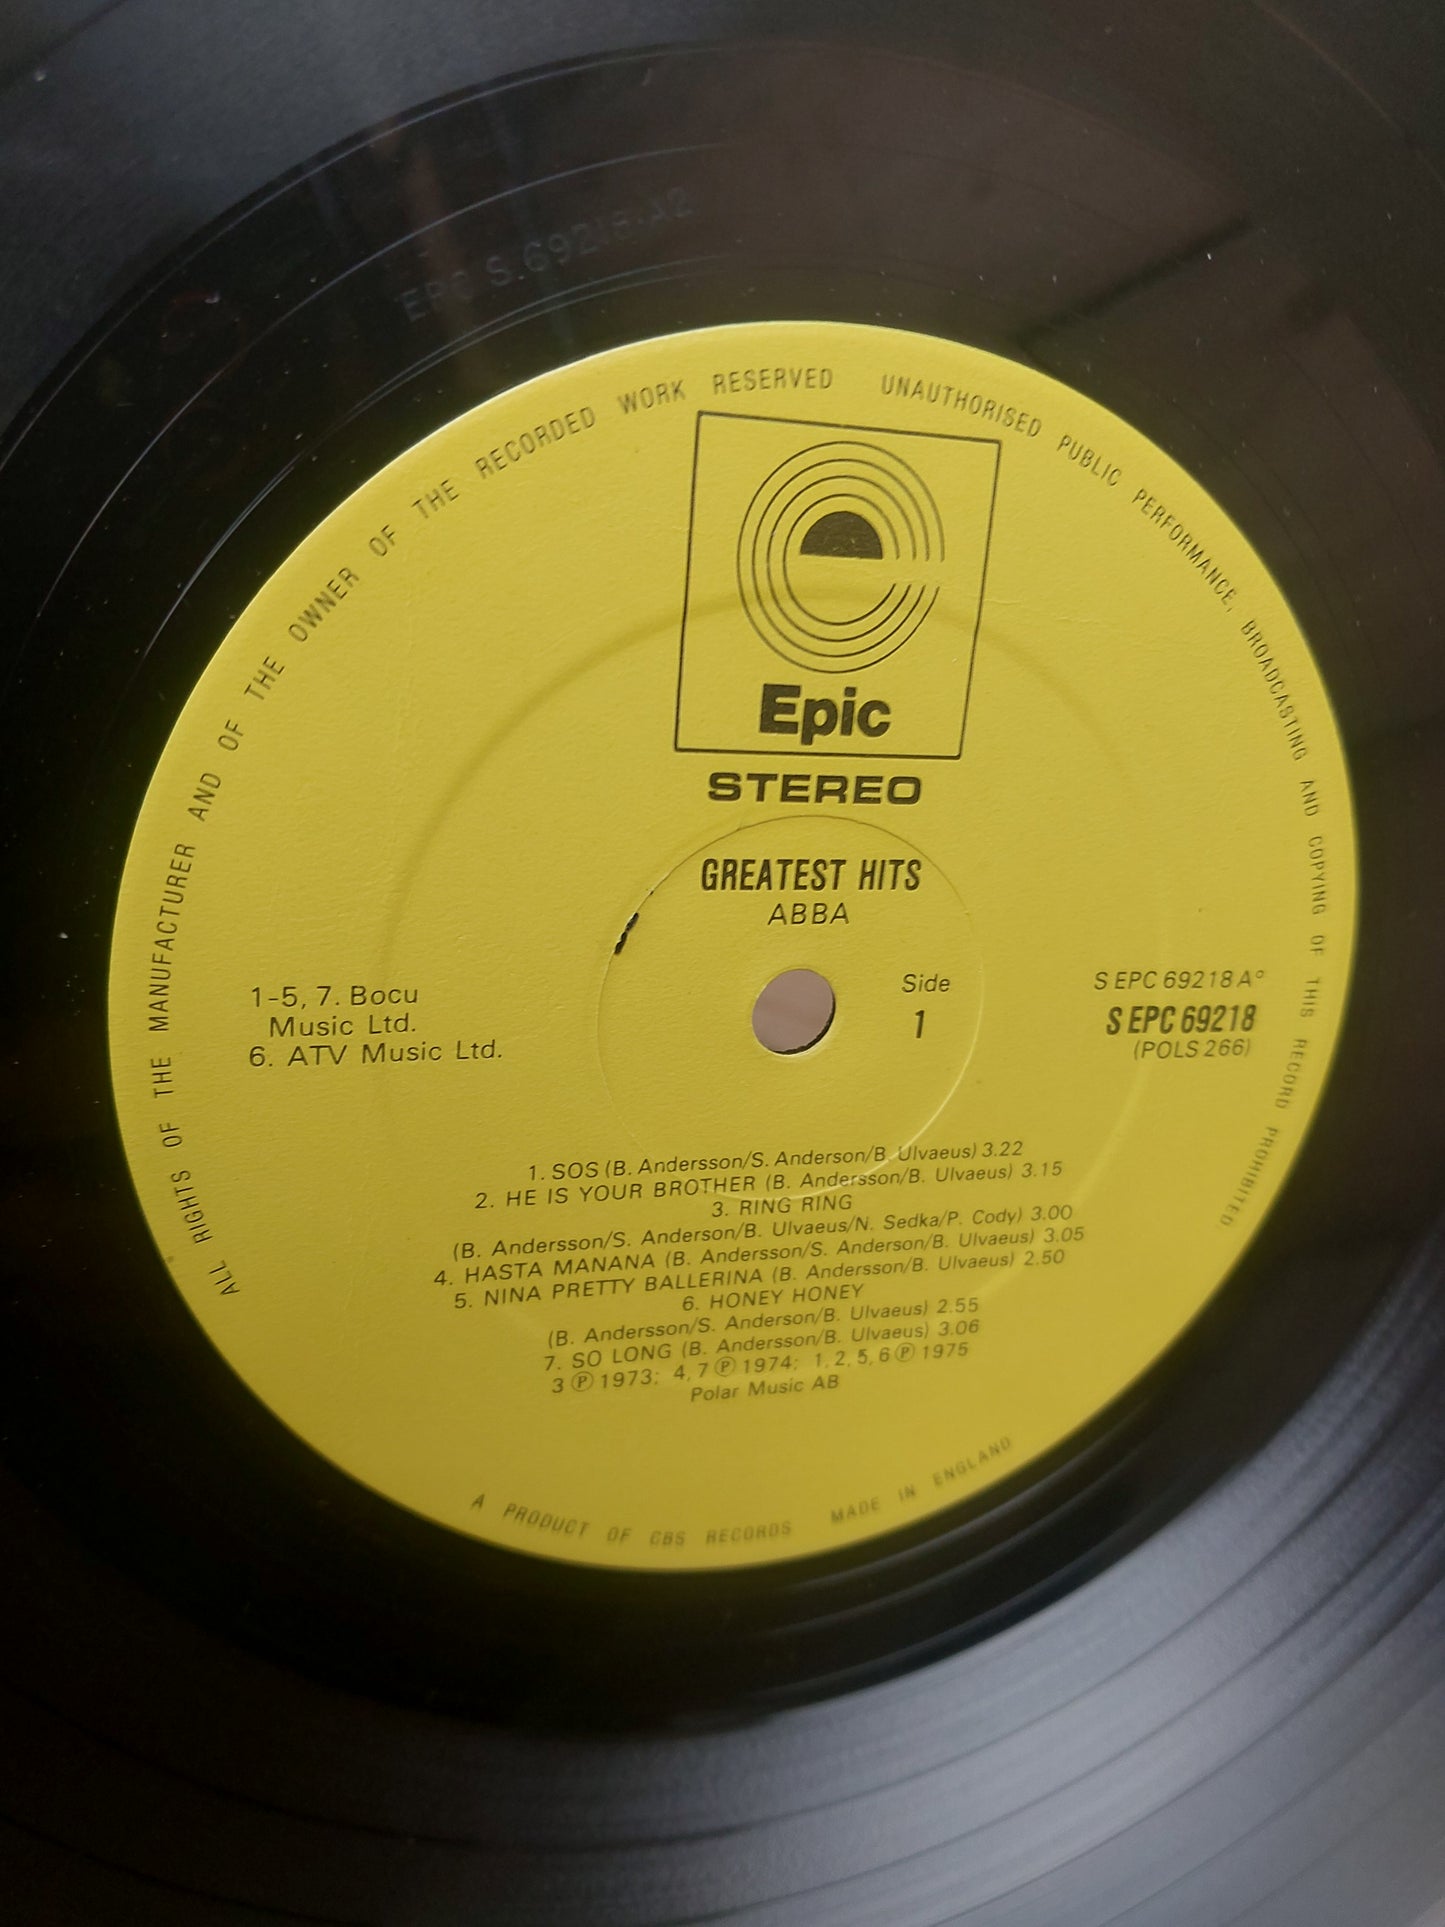 EPC S.69218-A2
ALL RIGHTS OF THE MANUFACTURER AND OF THE OWNER OF THE RECORDED WORK RESERVED UNAUTHORISED PUBLIC PERFORMANCE, BROADCASTING AND COPYING OF THIS RECORD PROHIBITED
Epic
STEREO
GREATEST HITS
ABBA
1-5, 7. Bocu
Music Ltd.
6. ATV Music Ltd.
Side
1
S EPC 69218 A°
S EPC 69218
(POLS 266)
1. SOS (B. Andersson/S. Anderson/B. Ulvaeus) 3.22
2. HE IS YOUR BROTHER (B. Andersson/B. Ulvaeus) 3.15
3. RING RING
(B. Andersson/S. Anderson/B. Ulvaeus/N. Sedka/P. Cody) 3.00
4. HASTA MANANA (B. Andersson/S. Anderson/B. Ulvaeus) 3.05
5. NINA PRETTY BALLERINA (B. Andersson/B. Ulvaeus) 2.50
6. HONEY HONEY
(B. Andersson/S. Anderson/B. Ulvaeus) 2.55
7. SO LONG (B. Andersson/B. Ulvaeus) 3.06
3 ℗ 1973; 4, 7 ℗ 1974; 1, 2, 5, 6 ℗ 1975
Polar Music AB
A PRODUCT OF CBS RECORDS MADE IN ENGLAND